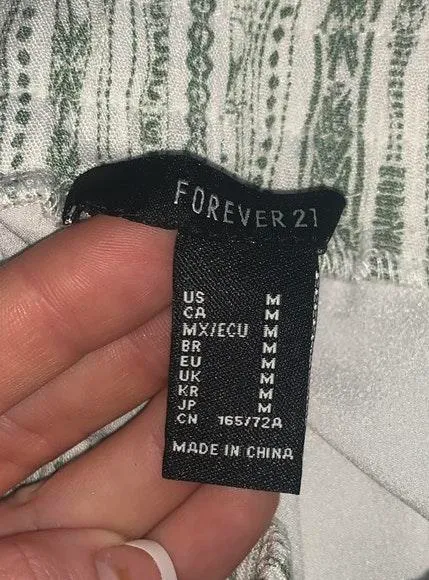 FOREVER 21
US M
CA M
MX/ECU M
BR M
EU M
UK M
KR M
JP M
CN 165/72A
MADE IN CHINA